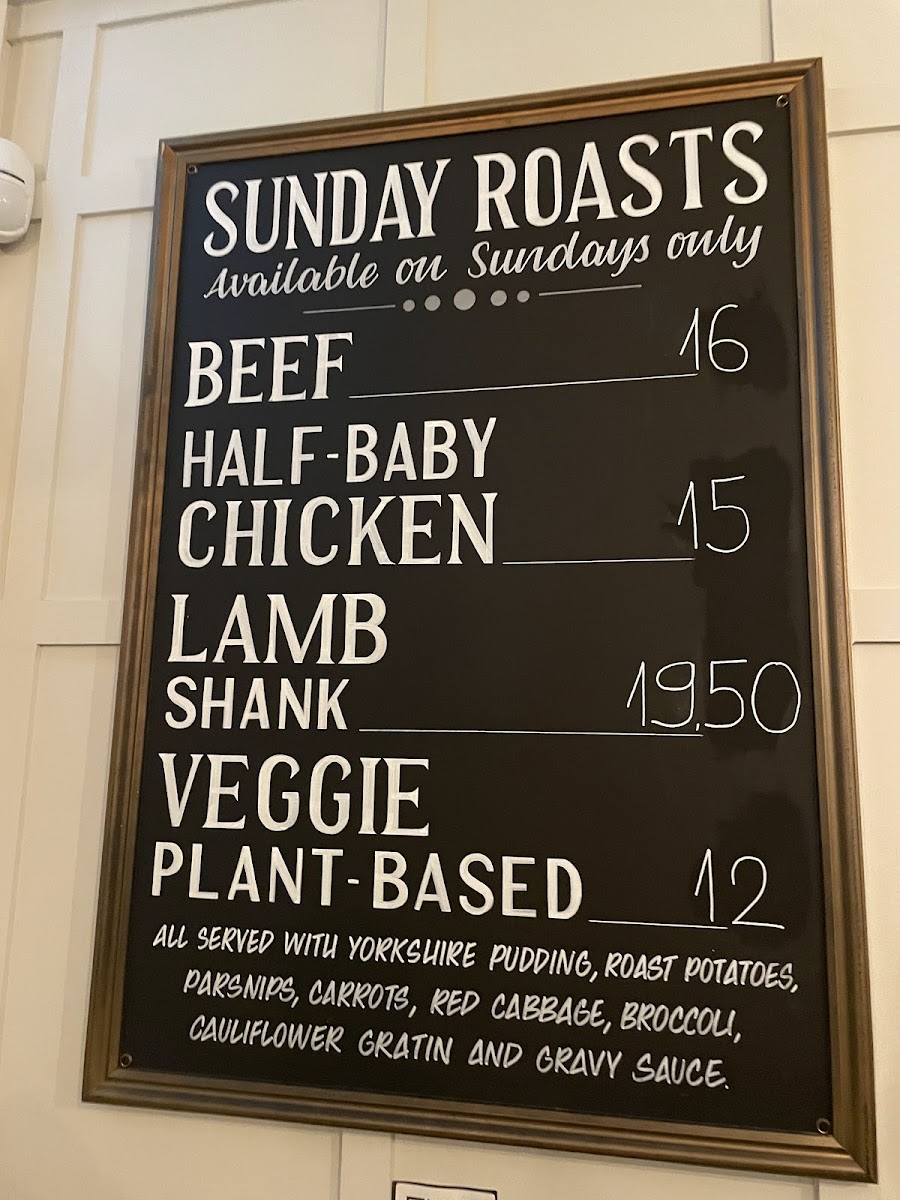 SUNDAY ROASTS
Available on Sundays only
BEEF 16
HALF-BABY
CHICKEN 15
LAMB
SHANK 19.50
VEGGIE
PLANT-BASED 12
ALL SERVED WITH YORKSHIRE PUDDING, ROAST POTATOES,
PARSNIPS, CARROTS, RED CABBAGE, BROCCOLI,
CAULIFLOWER GRATIN AND GRAVY SAUCE.